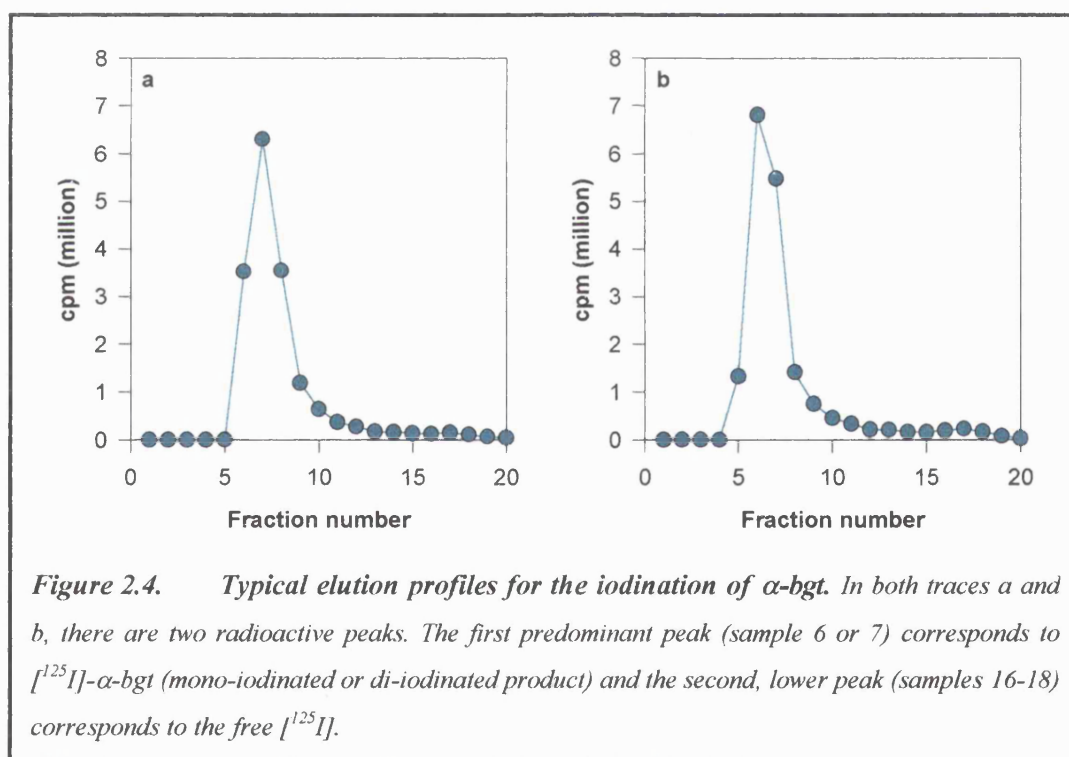 a
b
8
7
6
5
4
3
2
1
0
cpm (million)
0 5 10 15 20
Fraction number
8
7
6
5
4
3
2
1
0
cpm (million)
0 5 10 15 20
Fraction number
Figure 2.4. Typical elution profiles for the iodination of α-bgt. In both traces a and
b, there are two radioactive peaks. The first predominant peak (sample 6 or 7) corresponds to
[¹²⁵I]-α-bgt (mono-iodinated or di-iodinated product) and the second, lower peak (samples 16-18)
corresponds to the free [¹²⁵I].